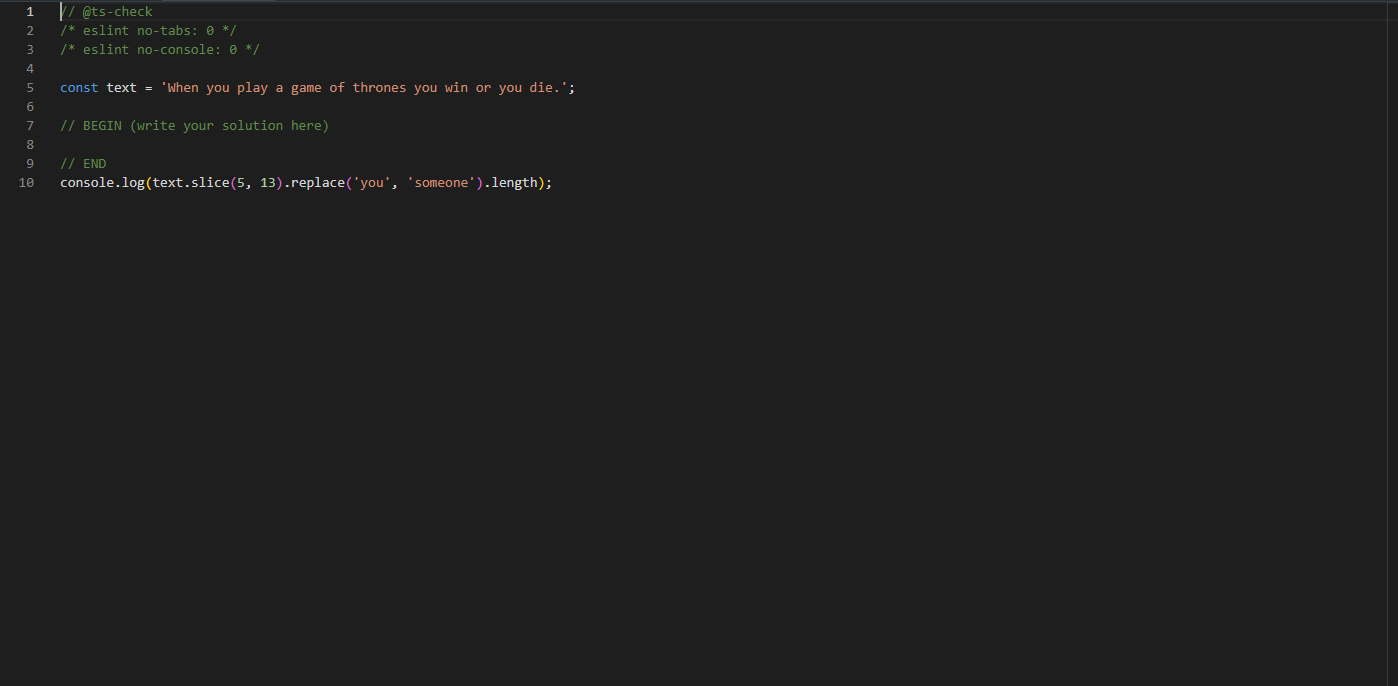 1 // @ts-check
2 /* eslint no-tabs: 0 */
3 /* eslint no-console: 0 */
4
5 const text = 'When you play a game of thrones you win or you die.';
6
7 // BEGIN (write your solution here)
8
9 // END
10 console.log(text.slice(5, 13).replace('you', 'someone').length);